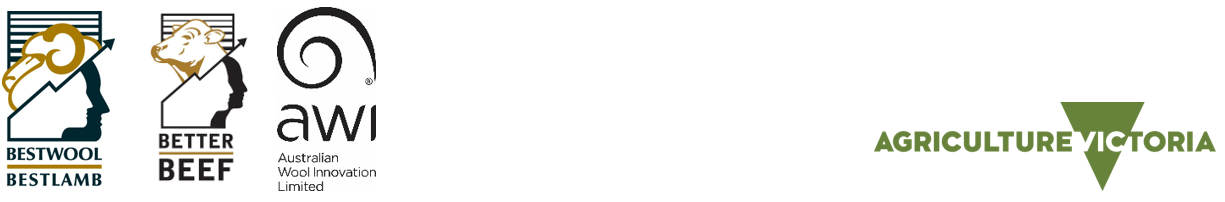 BESTWOOL
BESTLAMB
BETTER
BEEF
®
awi
Australian
Wool Innovation
Limited
AGRICULTURE VICTORIA